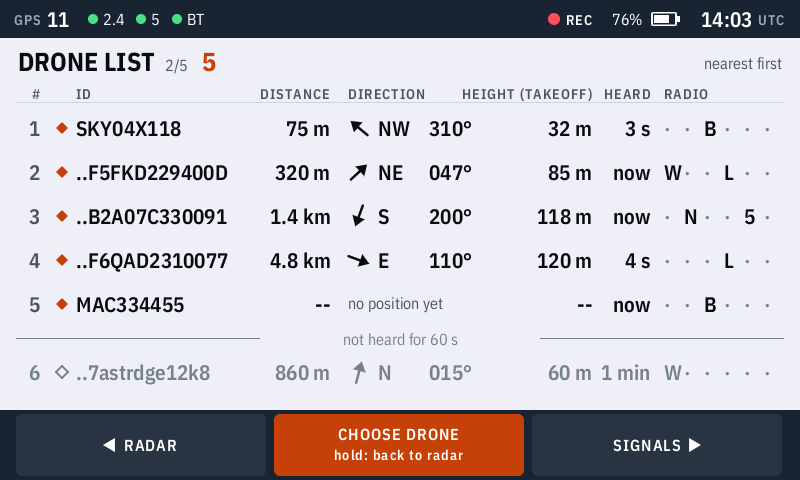 GPS 11 2.4 5 BT REC 76% 14:03 UTC
DRONE LIST 2/5 5 nearest first
# ID DISTANCE DIRECTION HEIGHT (TAKEOFF) HEARD RADIO
1 SKY04X118 75 m NW 310° 32 m 3 s · · B · · ·
2 ..F5FKD229400D 320 m NE 047° 85 m now W · · L · ·
3 ..B2A07C330091 1.4 km S 200° 118 m now · N · · 5 ·
4 ..F6QAD2310077 4.8 km E 110° 120 m 4 s · · · L · ·
5 MAC334455 -- no position yet -- now · · B · · ·
not heard for 60 s
6 ..7astrdge12k8 860 m N 015° 60 m 1 min W · · · · ·
RADAR CHOOSE DRONE SIGNALS
hold: back to radar